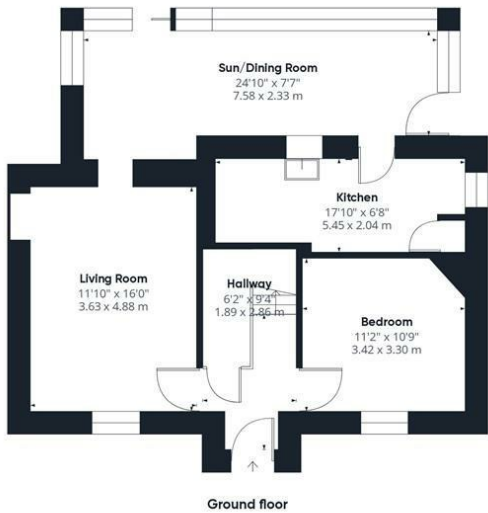 Sun/Dining Room
24'10" x 7'7"
7.58 x 2.33 m
Kitchen
17'10" x 6'8"
5.45 x 2.04 m
Living Room
11'10" x 16'0"
3.63 x 4.88 m
Hallway
6'2" x 9'4"
1.89 x 2.86 m
Bedroom
11'2" x 10'9"
3.42 x 3.30 m
Ground floor